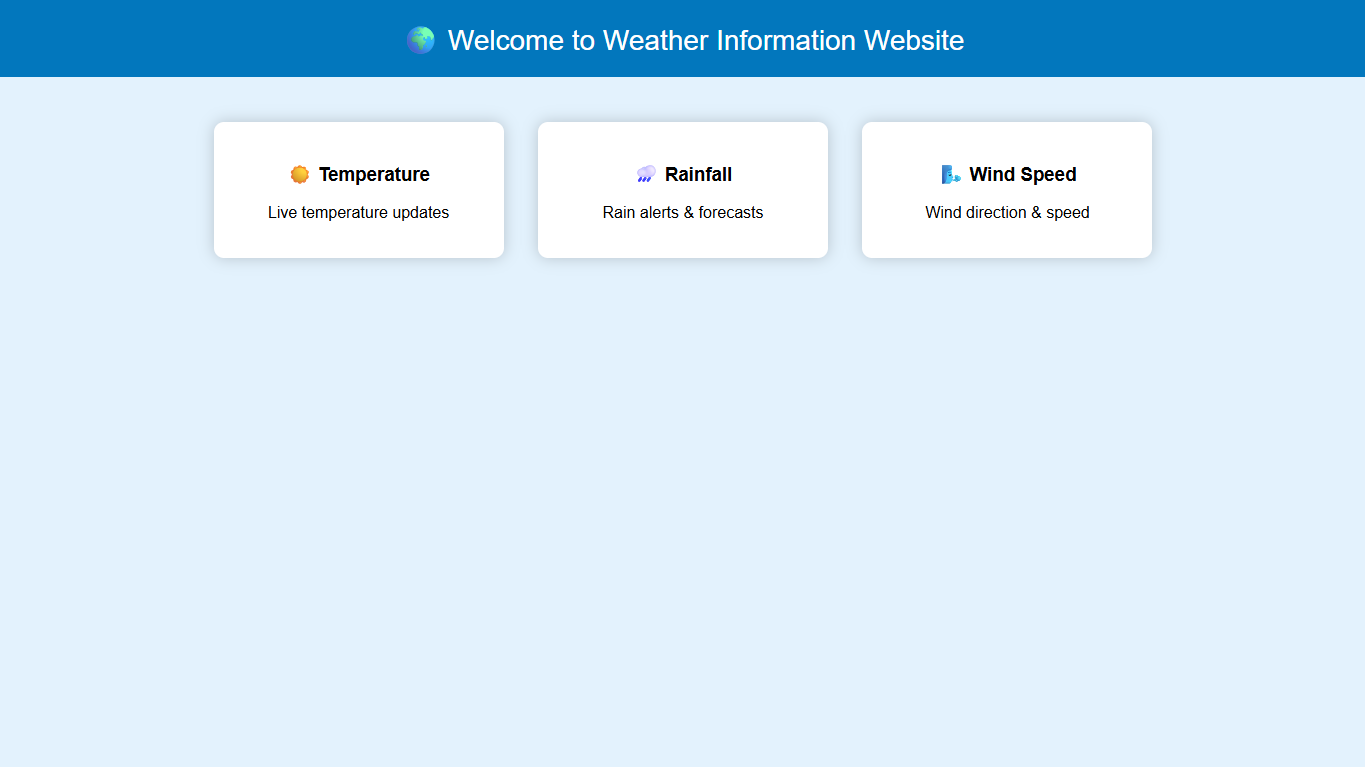 🌍 Welcome to Weather Information Website
☀️ Temperature
Live temperature updates
🌧️ Rainfall
Rain alerts & forecasts
🌬️ Wind Speed
Wind direction & speed